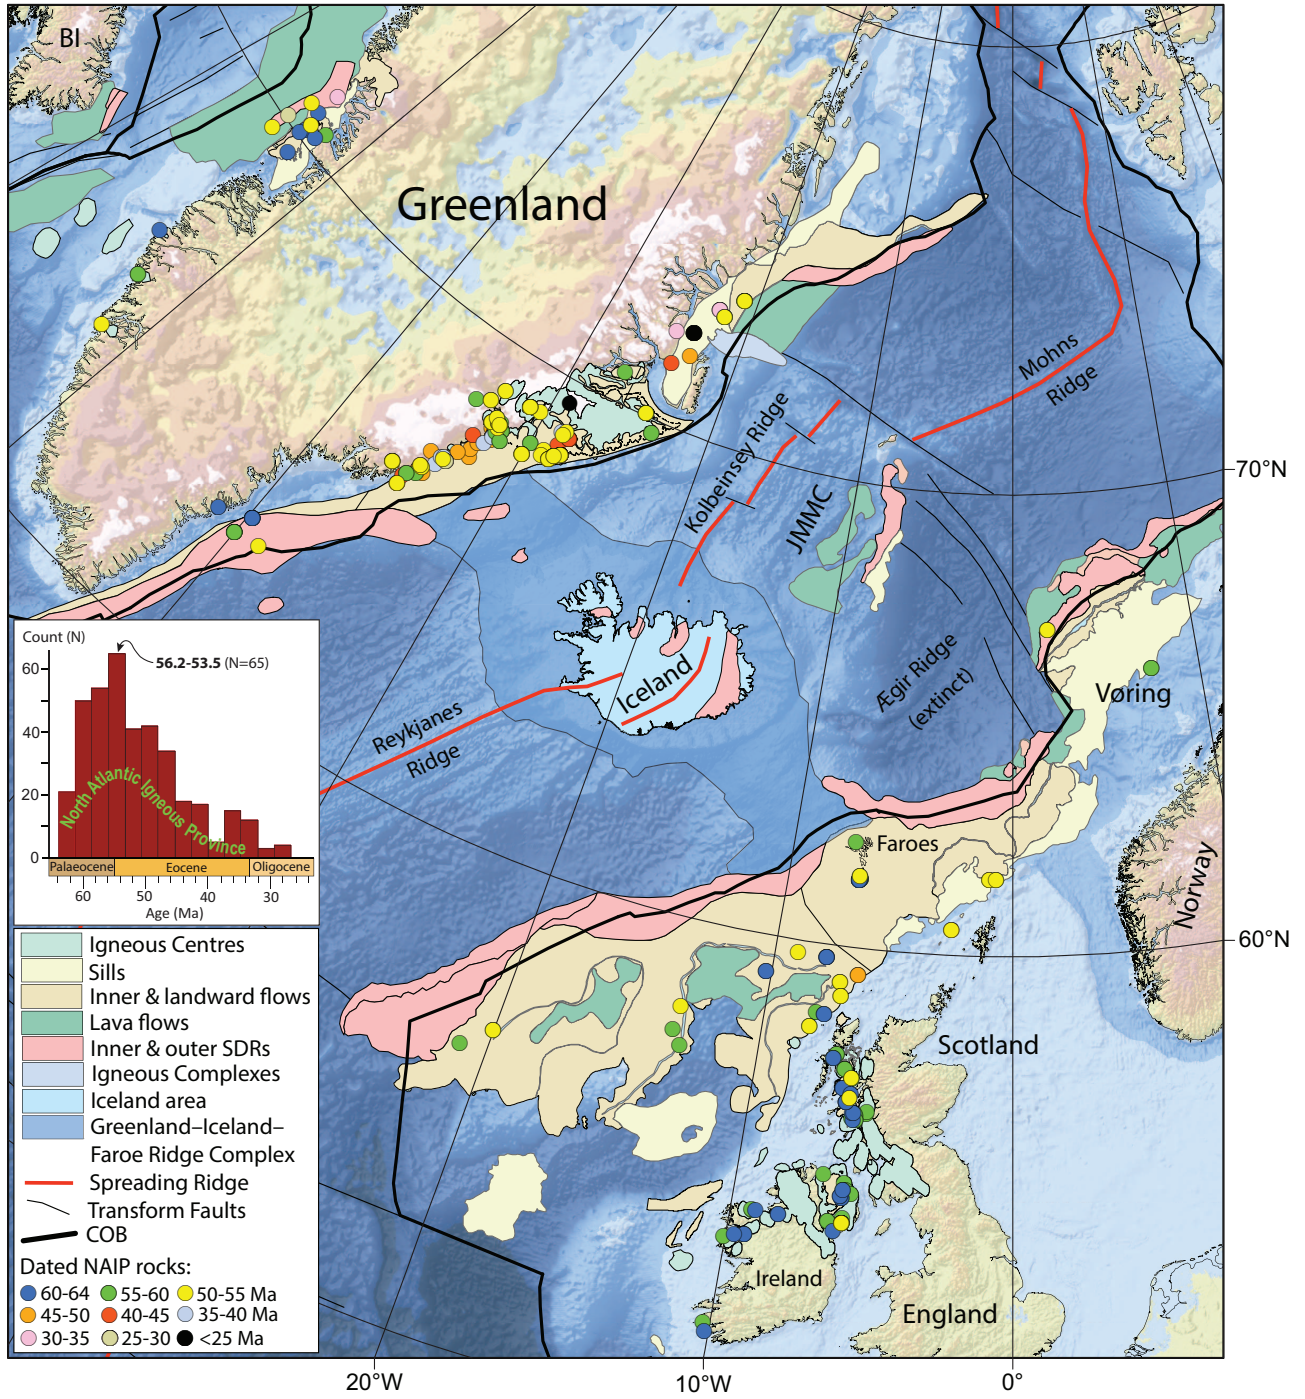 BI
Greenland
Mohns
Ridge
Kolbeinsey Ridge
JMMC
70°N
Iceland
Reykjanes
Ridge
Ægir Ridge
(extinct)
Vøring
Norway
Faroes
60°N
Scotland
Ireland
England
20°W
10°W
0°
Count (N)
60
40
20
0
56.2-53.5 (N=65)
North Atlantic Igneous Province
Palaeocene
Eocene
Oligocene
60
50
40
30
Age (Ma)
Igneous Centres
Sills
Inner & landward flows
Lava flows
Inner & outer SDRs
Igneous Complexes
Iceland area
Greenland–Iceland–
Faroe Ridge Complex
Spreading Ridge
Transform Faults
COB
Dated NAIP rocks:
60-64 55-60 50-55 Ma
45-50 40-45 35-40 Ma
30-35 25-30 <25 Ma